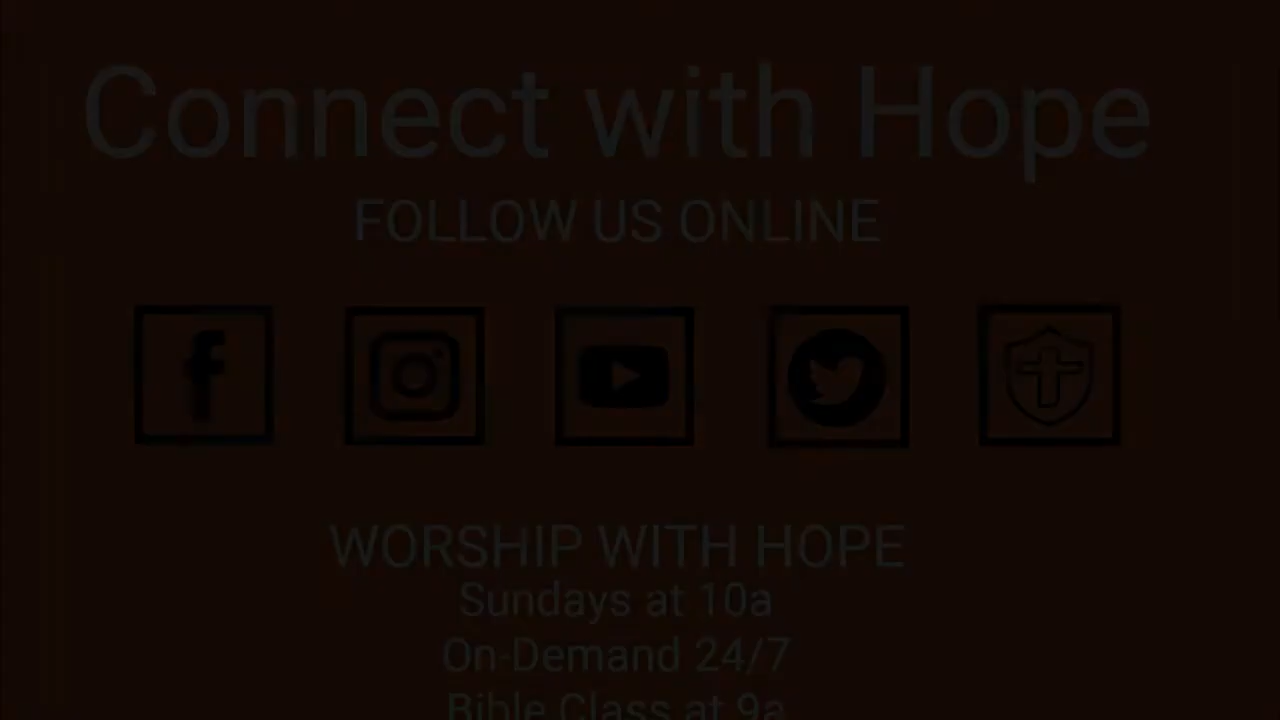 Connect with Hope
FOLLOW US ONLINE
WORSHIP WITH HOPE
Sundays at 10a
On-Demand 24/7
Bible Class at 9a